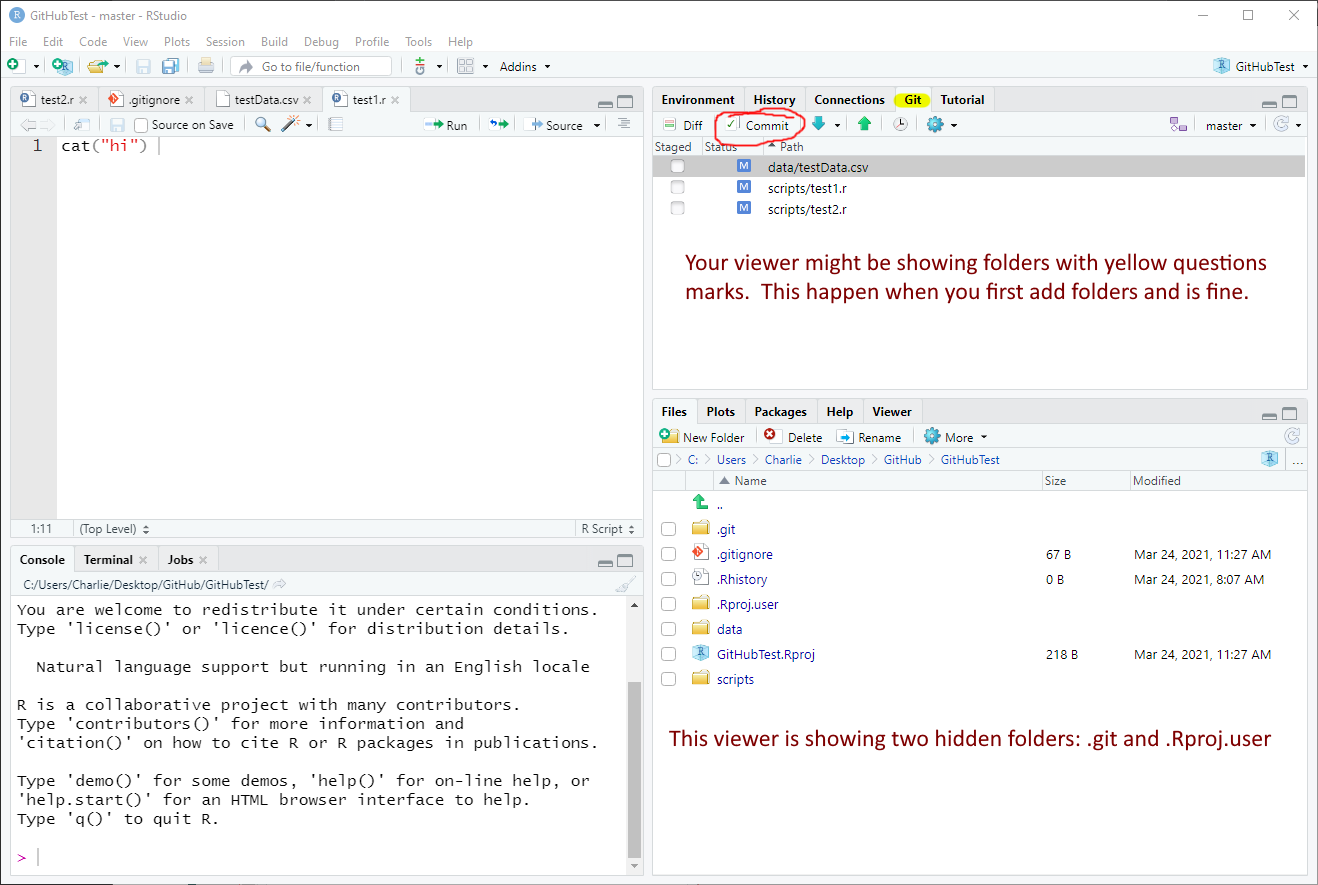 GitHubTest - master - RStudio
File Edit Code View Plots Session Build Debug Profile Tools Help
Go to file/function Addins GitHubTest
test2.r .gitignore testData.csv test1.r
Source on Save Run Source
1 cat("hi")
1:11 (Top Level) R Script
Console Terminal Jobs
C:/Users/Charlie/Desktop/GitHub/GitHubTest/
You are welcome to redistribute it under certain conditions.
Type 'license()' or 'licence()' for distribution details.
Natural language support but running in an English locale
R is a collaborative project with many contributors.
Type 'contributors()' for more information and
'citation()' on how to cite R or R packages in publications.
Type 'demo()' for some demos, 'help()' for on-line help, or
'help.start()' for an HTML browser interface to help.
Type 'q()' to quit R.
>
Environment History Connections Git Tutorial
Diff Commit master
Staged Status Path
M data/testData.csv
M scripts/test1.r
M scripts/test2.r
Your viewer might be showing folders with yellow questions
marks. This happen when you first add folders and is fine.
Files Plots Packages Help Viewer
New Folder Delete Rename More
C: Users Charlie Desktop GitHub GitHubTest ...
Name Size Modified
..
.git
.gitignore 67 B Mar 24, 2021, 11:27 AM
.Rhistory 0 B Mar 24, 2021, 8:07 AM
.Rproj.user
data
GitHubTest.Rproj 218 B Mar 24, 2021, 11:27 AM
scripts
This viewer is showing two hidden folders: .git and .Rproj.user